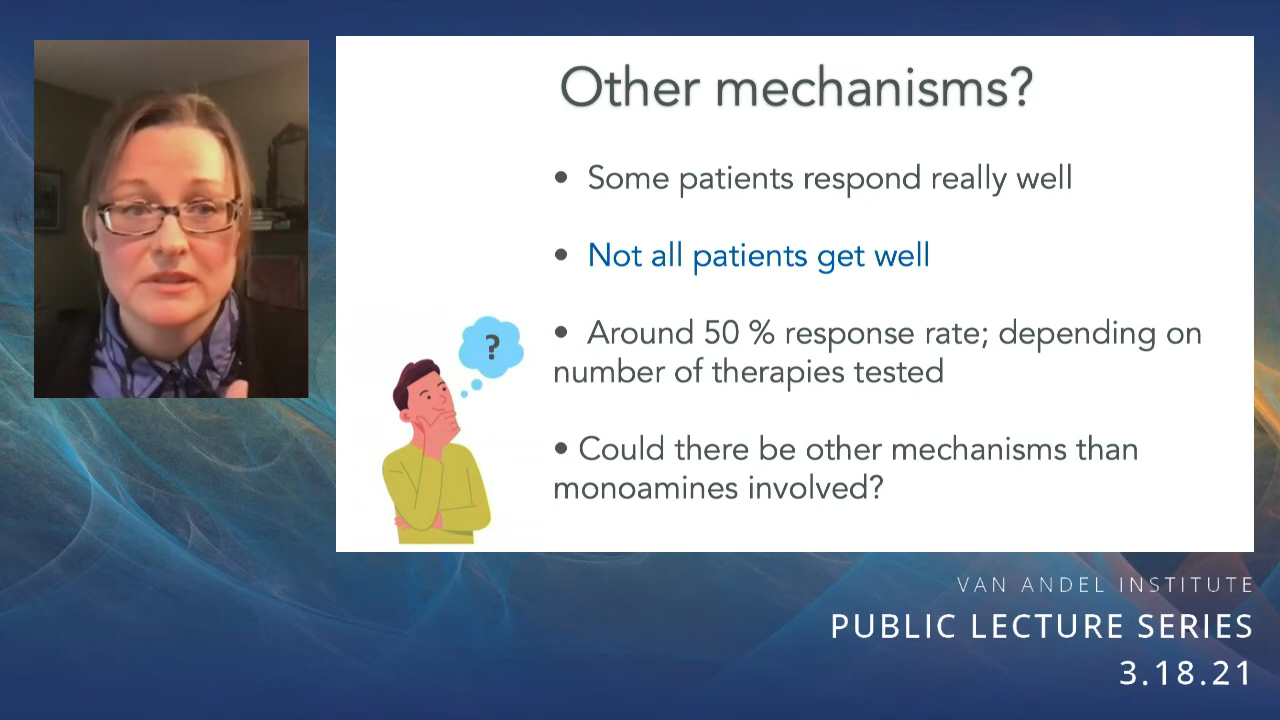 Other mechanisms?
• Some patients respond really well
• Not all patients get well
• Around 50 % response rate; depending on
number of therapies tested
• Could there be other mechanisms than
monoamines involved?
?
VAN ANDEL INSTITUTE
PUBLIC LECTURE SERIES
3.18.21